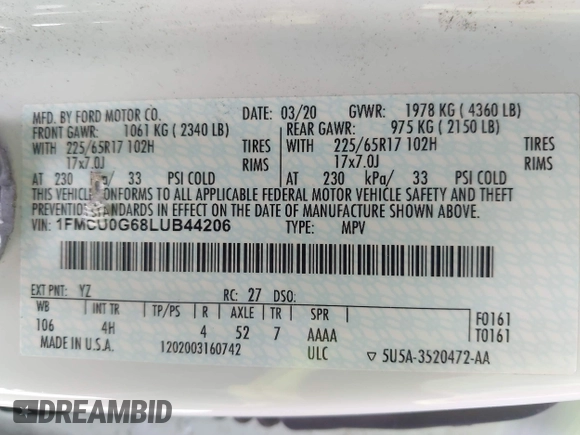 MFD. BY FORD MOTOR CO. DATE: 03/20 GVWR: 1978 KG ( 4360 LB)
FRONT GAWR: 1061 KG ( 2340 LB) REAR GAWR: 975 KG ( 2150 LB)
WITH 225/65R17 102H TIRES WITH 225/65R17 102H TIRES
17x7.0J RIMS 17x7.0J RIMS
AT 230 kPa/ 33 PSI COLD AT 230 kPa/ 33 PSI COLD
THIS VEHICLE CONFORMS TO ALL APPLICABLE FEDERAL MOTOR VEHICLE SAFETY AND THEFT
PREVENTION STANDARDS IN EFFECT ON THE DATE OF MANUFACTURE SHOWN ABOVE.
VIN: 1FMCU0G68LUB44206 TYPE: MPV
EXT PNT: YZ RC: 27 DSO:
WB INT TR TP/PS R AXLE TR SPR F0161
106 4H 4 52 7 AAAA T0161
MADE IN U.S.A. 1202003160742 ULC ▽ 5U5A-3520472-AA
DREAMBID